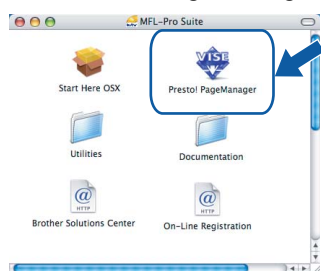 MFL-Pro Suite
VISE
Start Here OSX
Presto! PageManager
Utilities
Documentation
@
HTTP
@
HTTP
Brother Solutions Center
On-Line Registration